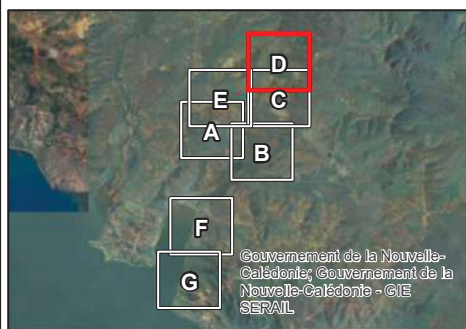 D
E
C
A
B
F
G
Gouvernement de la Nouvelle-
Calédonie; Gouvernement de la
Nouvelle-Calédonie - GIE
SERAIL